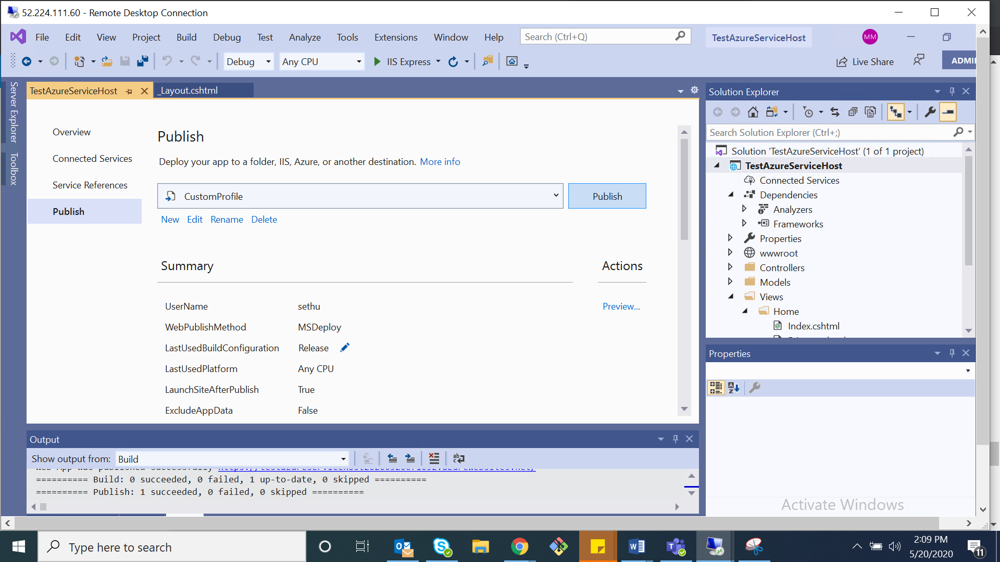 52.224.111.60 - Remote Desktop Connection
File Edit View Project Build Debug Test Analyze Tools Extensions Window Help Search (Ctrl+Q) TestAzureServiceHost MM
Debug Any CPU IIS Express Live Share ADMI
Server Explorer
Toolbox
TestAzureServiceHost _Layout.cshtml
Overview
Connected Services
Service References
Publish
Publish
Deploy your app to a folder, IIS, Azure, or another destination. More info
CustomProfile Publish
New Edit Rename Delete
Summary Actions
UserName sethu Preview...
WebPublishMethod MSDeploy
LastUsedBuildConfiguration Release
LastUsedPlatform Any CPU
LaunchSiteAfterPublish True
ExcludeAppData False
Solution Explorer
Search Solution Explorer (Ctrl+;)
Solution 'TestAzureServiceHost' (1 of 1 project)
TestAzureServiceHost
Connected Services
Dependencies
Analyzers
Frameworks
Properties
wwwroot
Controllers
Models
Views
Home
Index.cshtml
Properties
Output
Show output from: Build
Web App was published successfully
========== Build: 0 succeeded, 0 failed, 1 up-to-date, 0 skipped ==========
========== Publish: 1 succeeded, 0 failed, 0 skipped ==========
Activate Windows
Type here to search
2:09 PM
5/20/2020
11